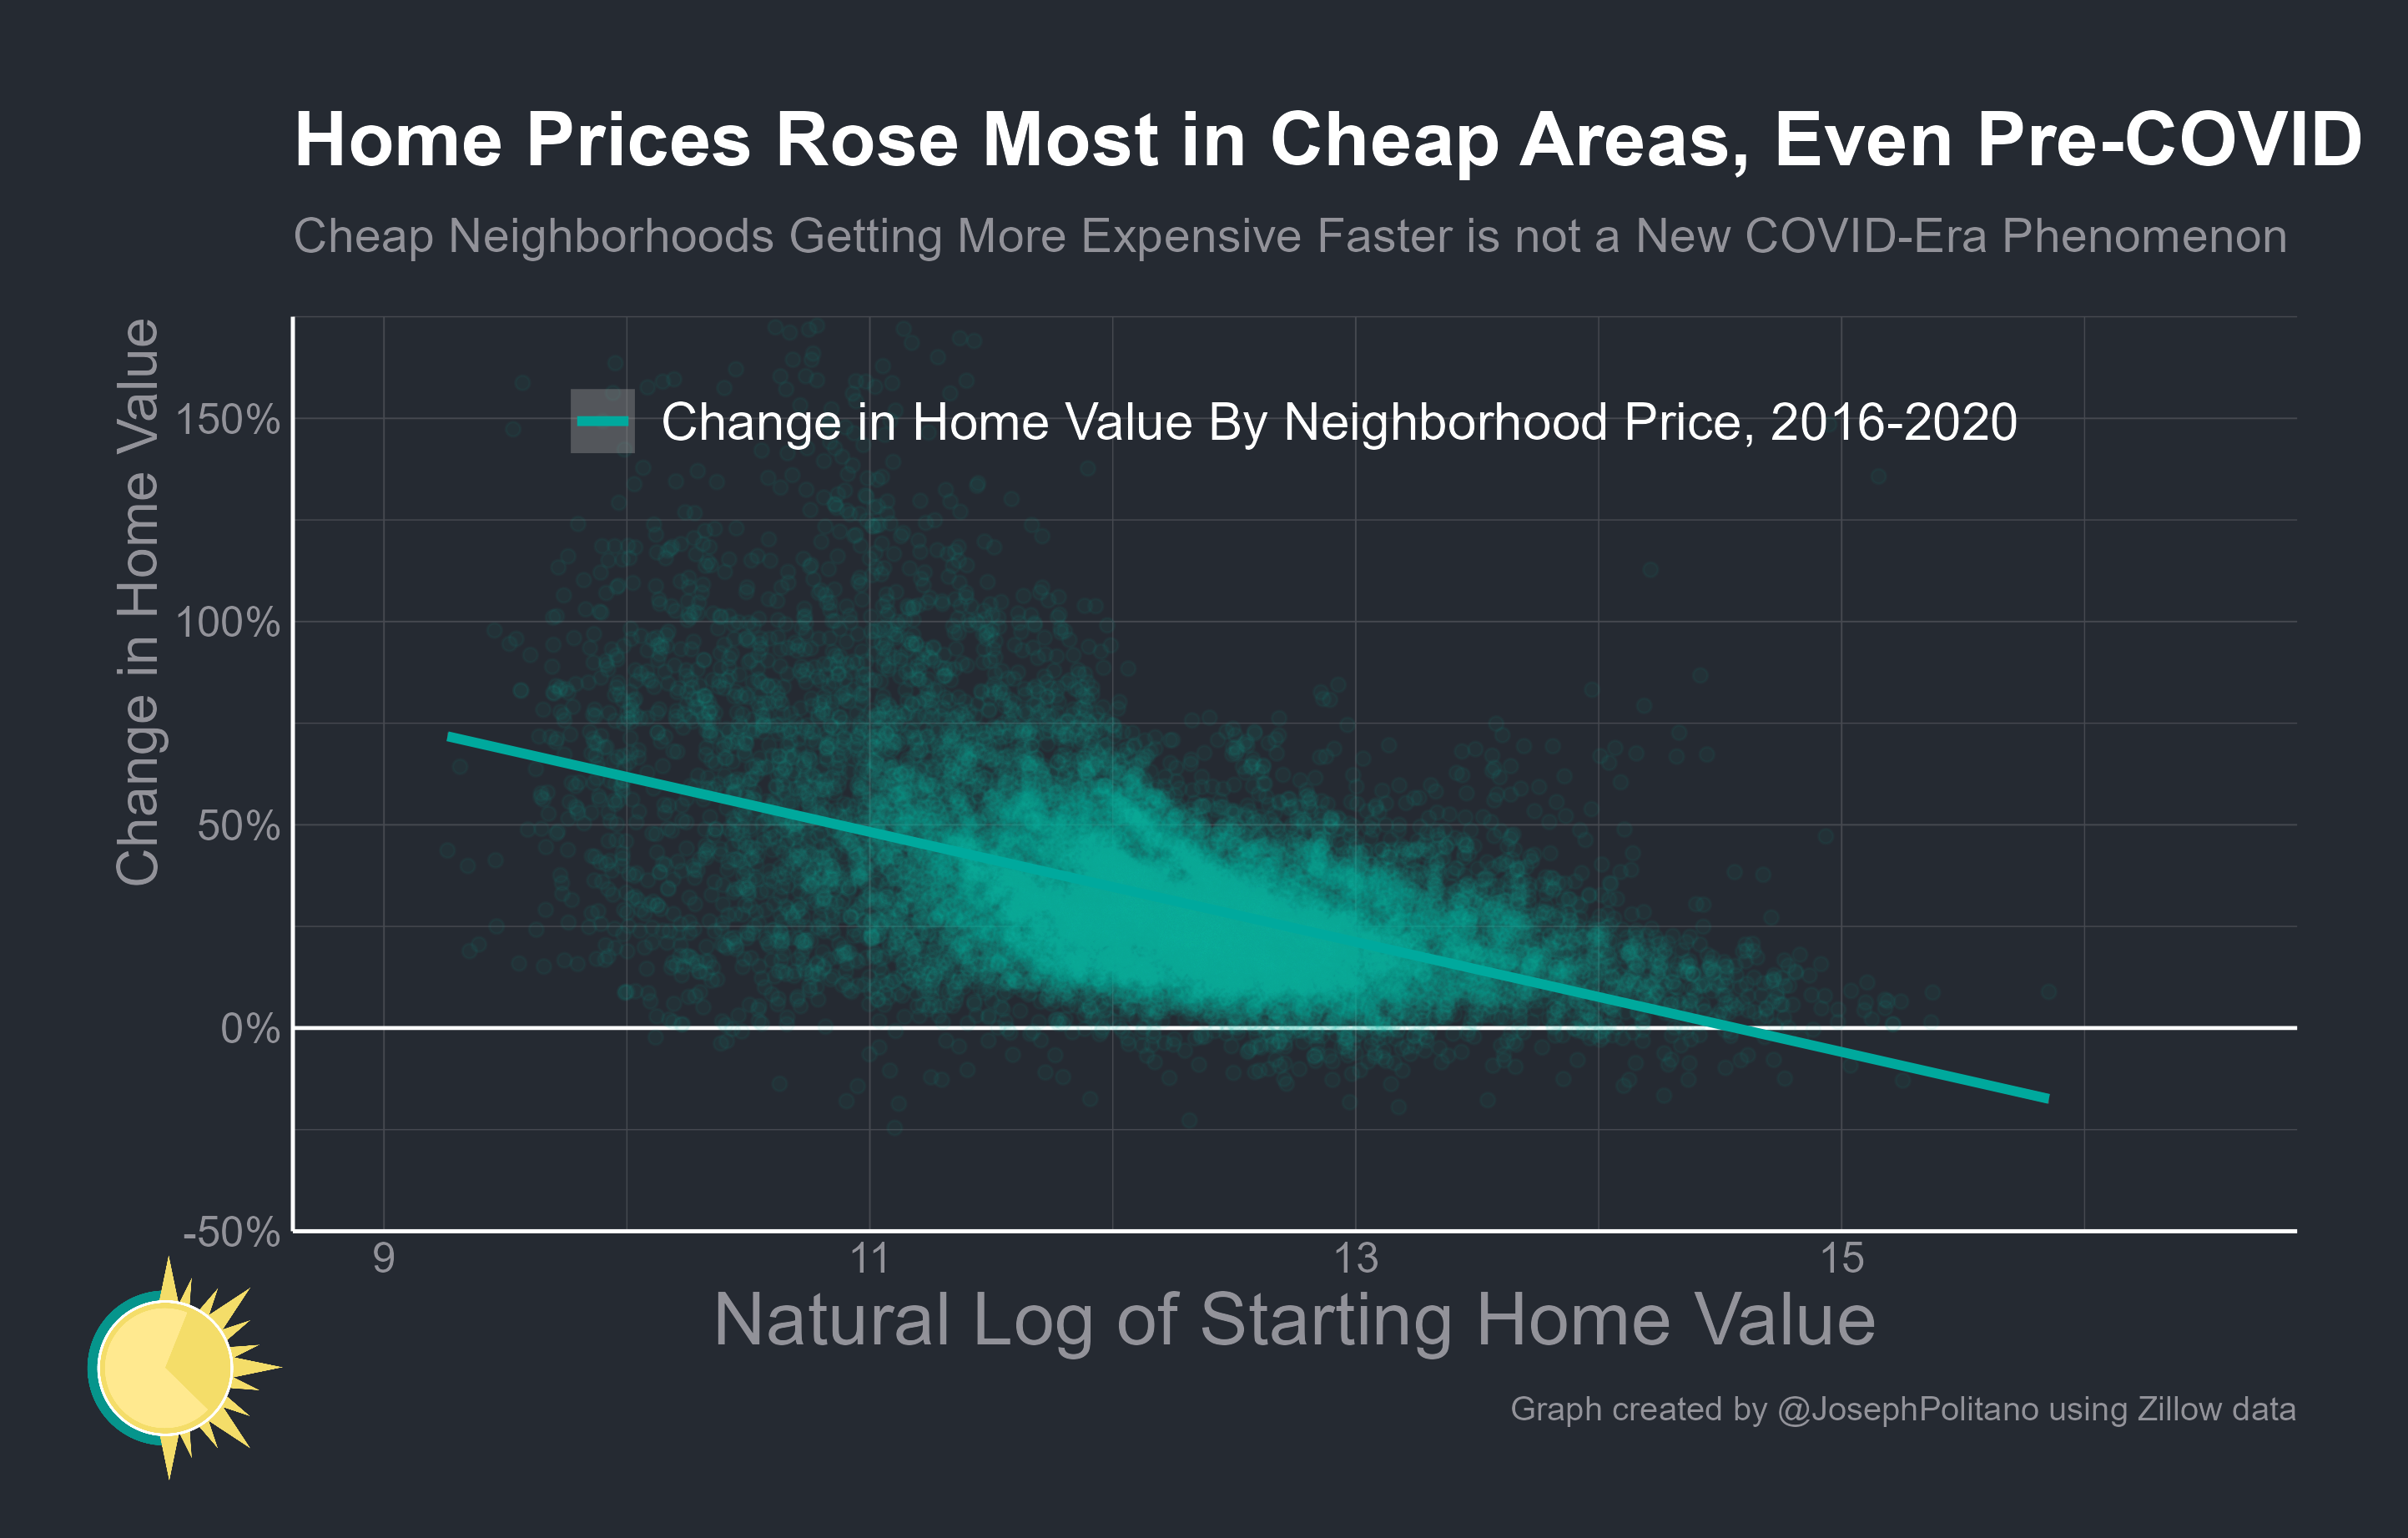 Home Prices Rose Most in Cheap Areas, Even Pre-COVID
Cheap Neighborhoods Getting More Expensive Faster is not a New COVID-Era Phenomenon
Change in Home Value
Change in Home Value By Neighborhood Price, 2016-2020
150%
100%
50%
0%
-50%
9 11 13 15
Natural Log of Starting Home Value
Graph created by @JosephPolitano using Zillow data